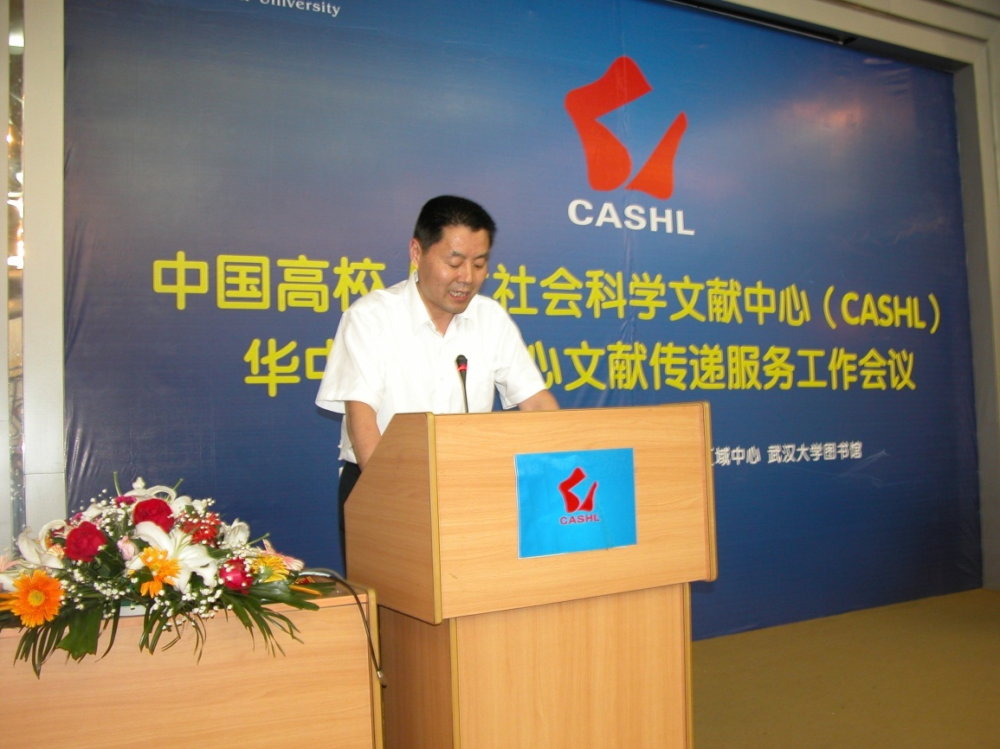 University
CASHL
中国高校 社会科学文献中心（CASHL）
华中 心文献传递服务工作会议
域中心 武汉大学图书馆
CASHL